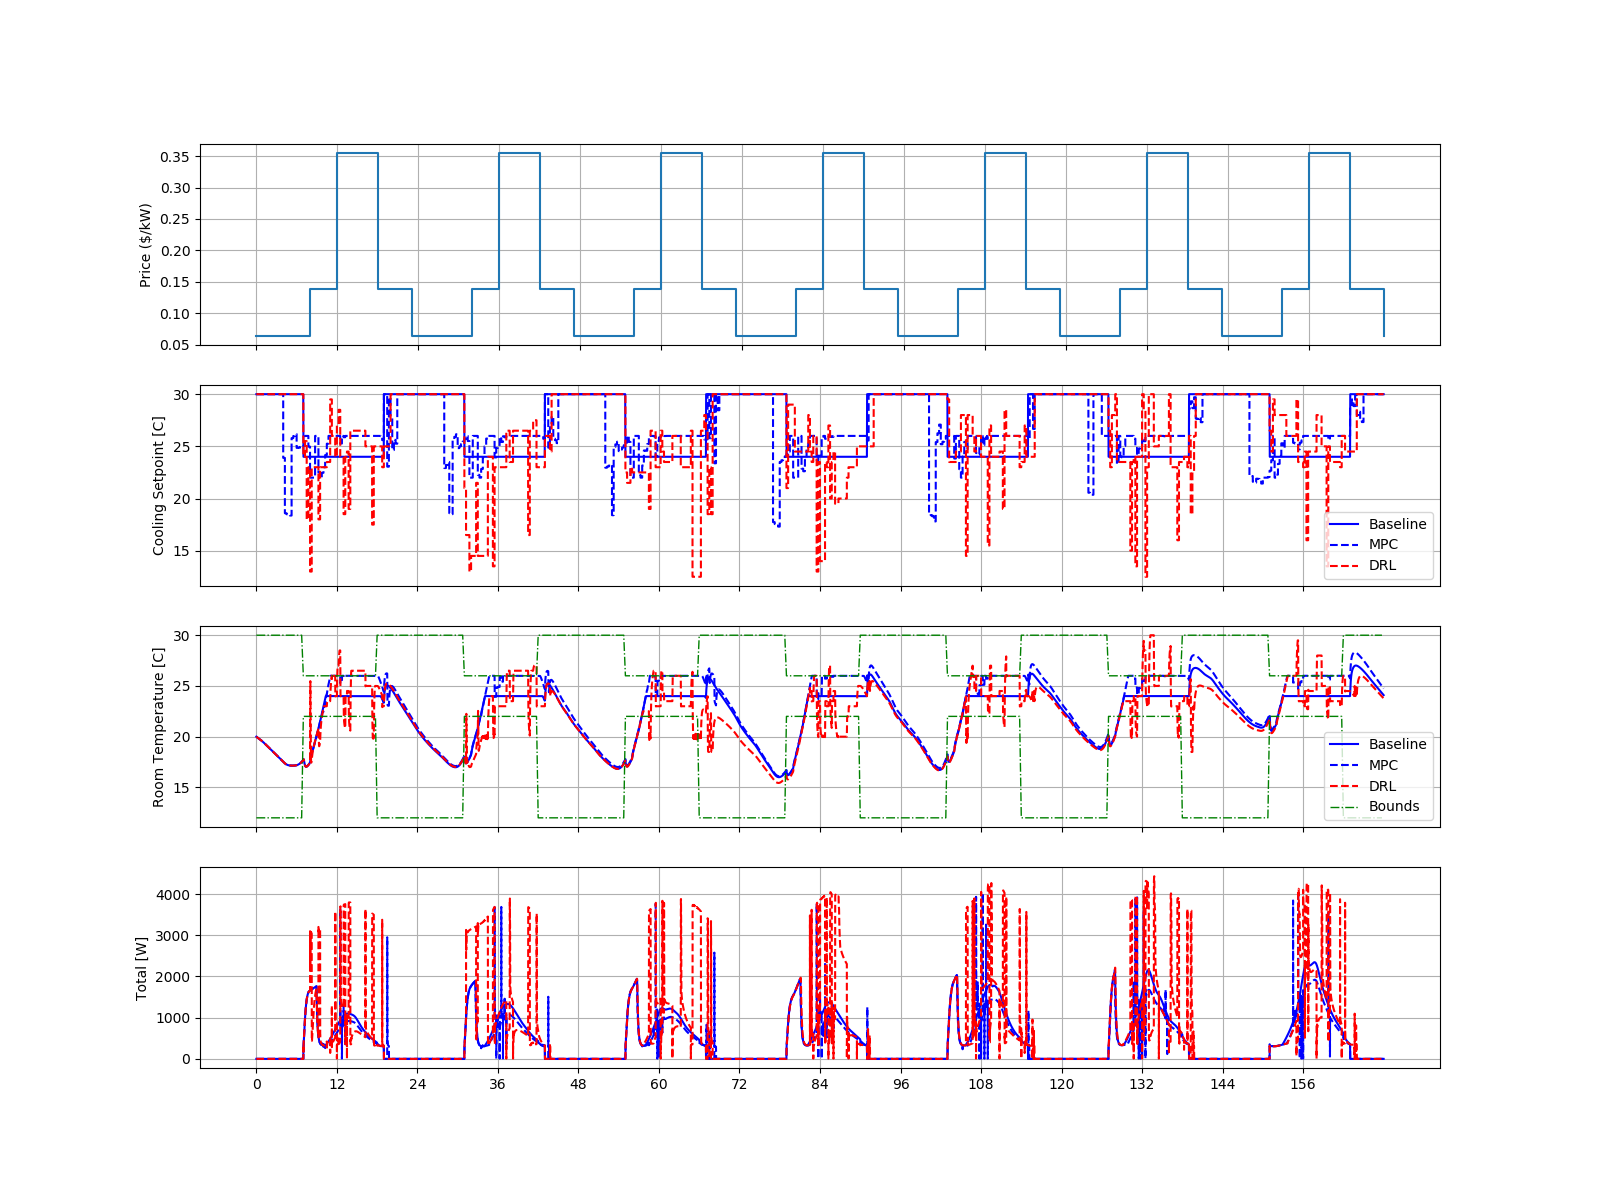 Price ($/kW)
0.35
0.30
0.25
0.20
0.15
0.10
0.05
Cooling Setpoint [C]
30
25
20
15
Baseline
MPC
DRL
Room Temperature [C]
30
25
20
15
Baseline
MPC
DRL
Bounds
Total [W]
4000
3000
2000
1000
0
0 12 24 36 48 60 72 84 96 108 120 132 144 156